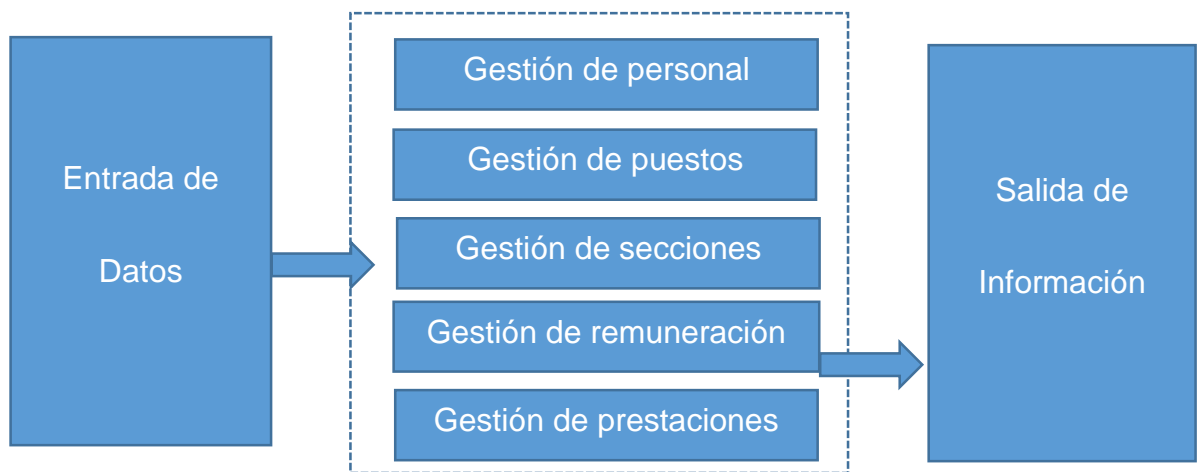 Entrada de
Datos
Gestión de personal
Gestión de puestos
Gestión de secciones
Gestión de remuneración
Gestión de prestaciones
Salida de
Información